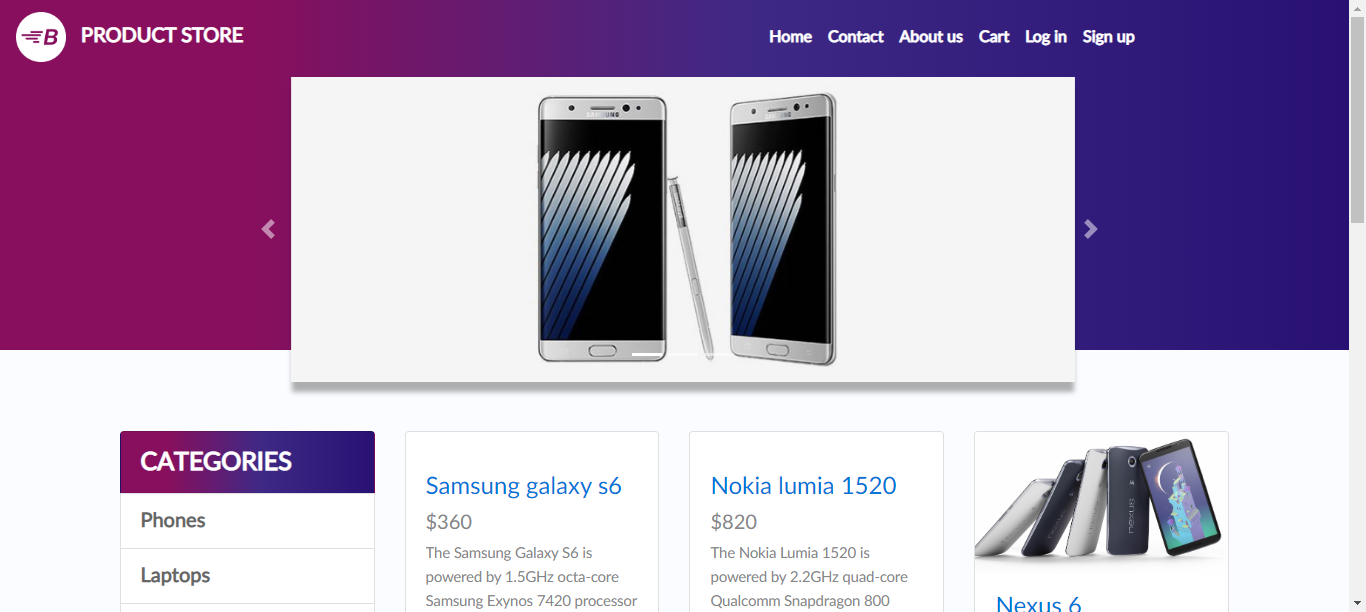 B PRODUCT STORE
Home Contact About us Cart Log in Sign up
SAMSUNG
SAMSUNG
CATEGORIES
Phones
Laptops
Samsung galaxy s6
$360
The Samsung Galaxy S6 is
powered by 1.5GHz octa-core
Samsung Exynos 7420 processor
Nokia lumia 1520
$820
The Nokia Lumia 1520 is
powered by 2.2GHz quad-core
Qualcomm Snapdragon 800
nexus
Nexus 6